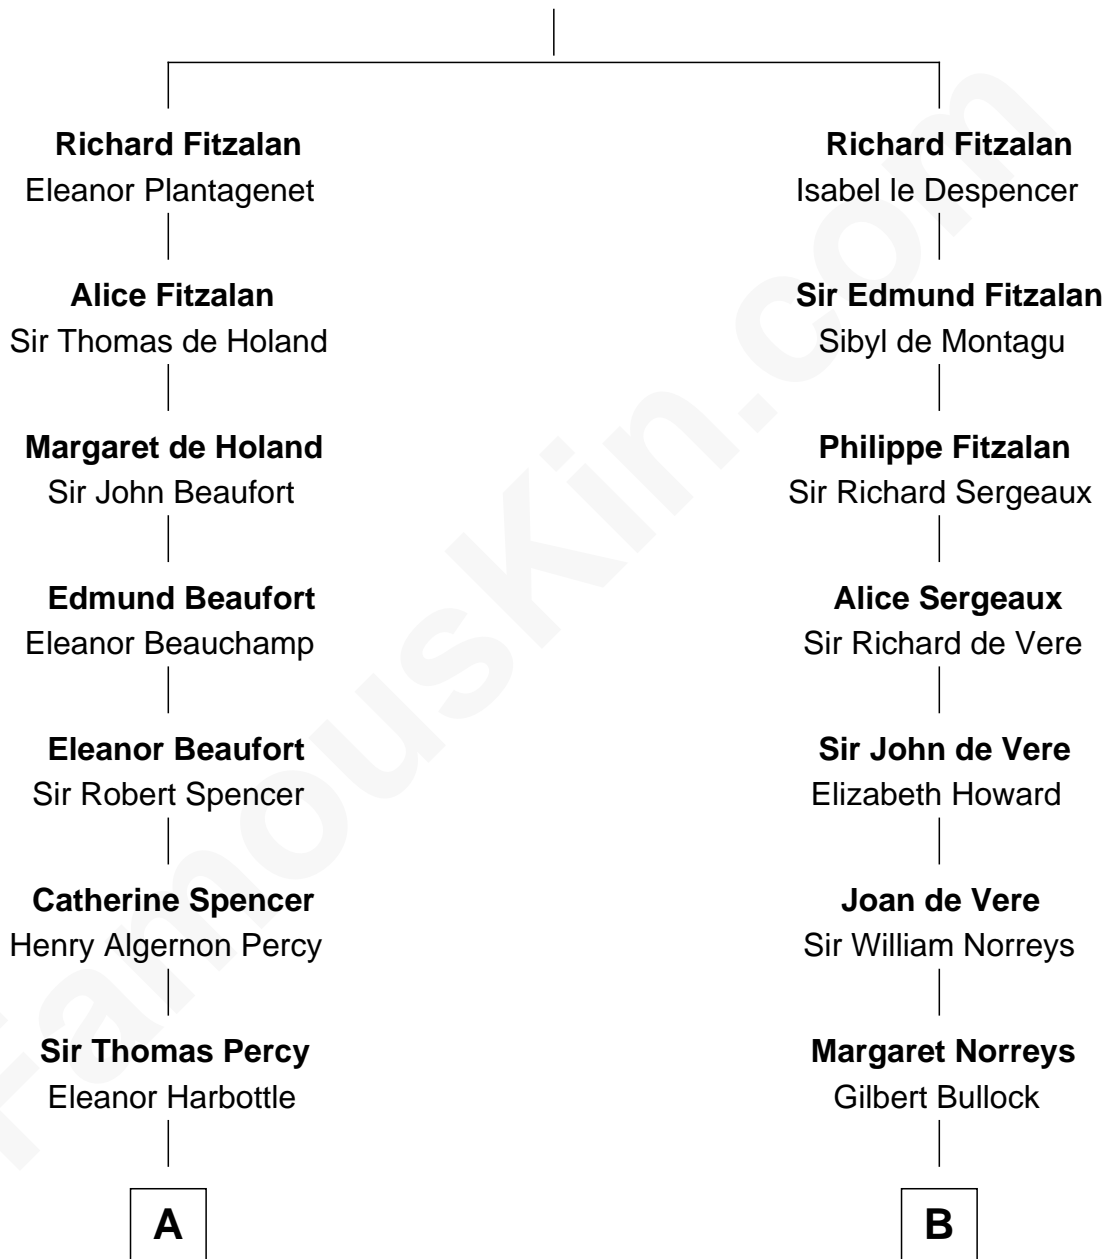 Richard Fitzalan
Eleanor Plantagenet
Alice Fitzalan
Sir Thomas de Holand
Margaret de Holand
Sir John Beaufort
Edmund Beaufort
Eleanor Beauchamp
Eleanor Beaufort
Sir Robert Spencer
Catherine Spencer
Henry Algernon Percy
Sir Thomas Percy
Eleanor Harbottle
A
Richard Fitzalan
Isabel le Despencer
Sir Edmund Fitzalan
Sibyl de Montagu
Philippe Fitzalan
Sir Richard Sergeaux
Alice Sergeaux
Sir Richard de Vere
Sir John de Vere
Elizabeth Howard
Joan de Vere
Sir William Norreys
Margaret Norreys
Gilbert Bullock
B
FamousKin.com